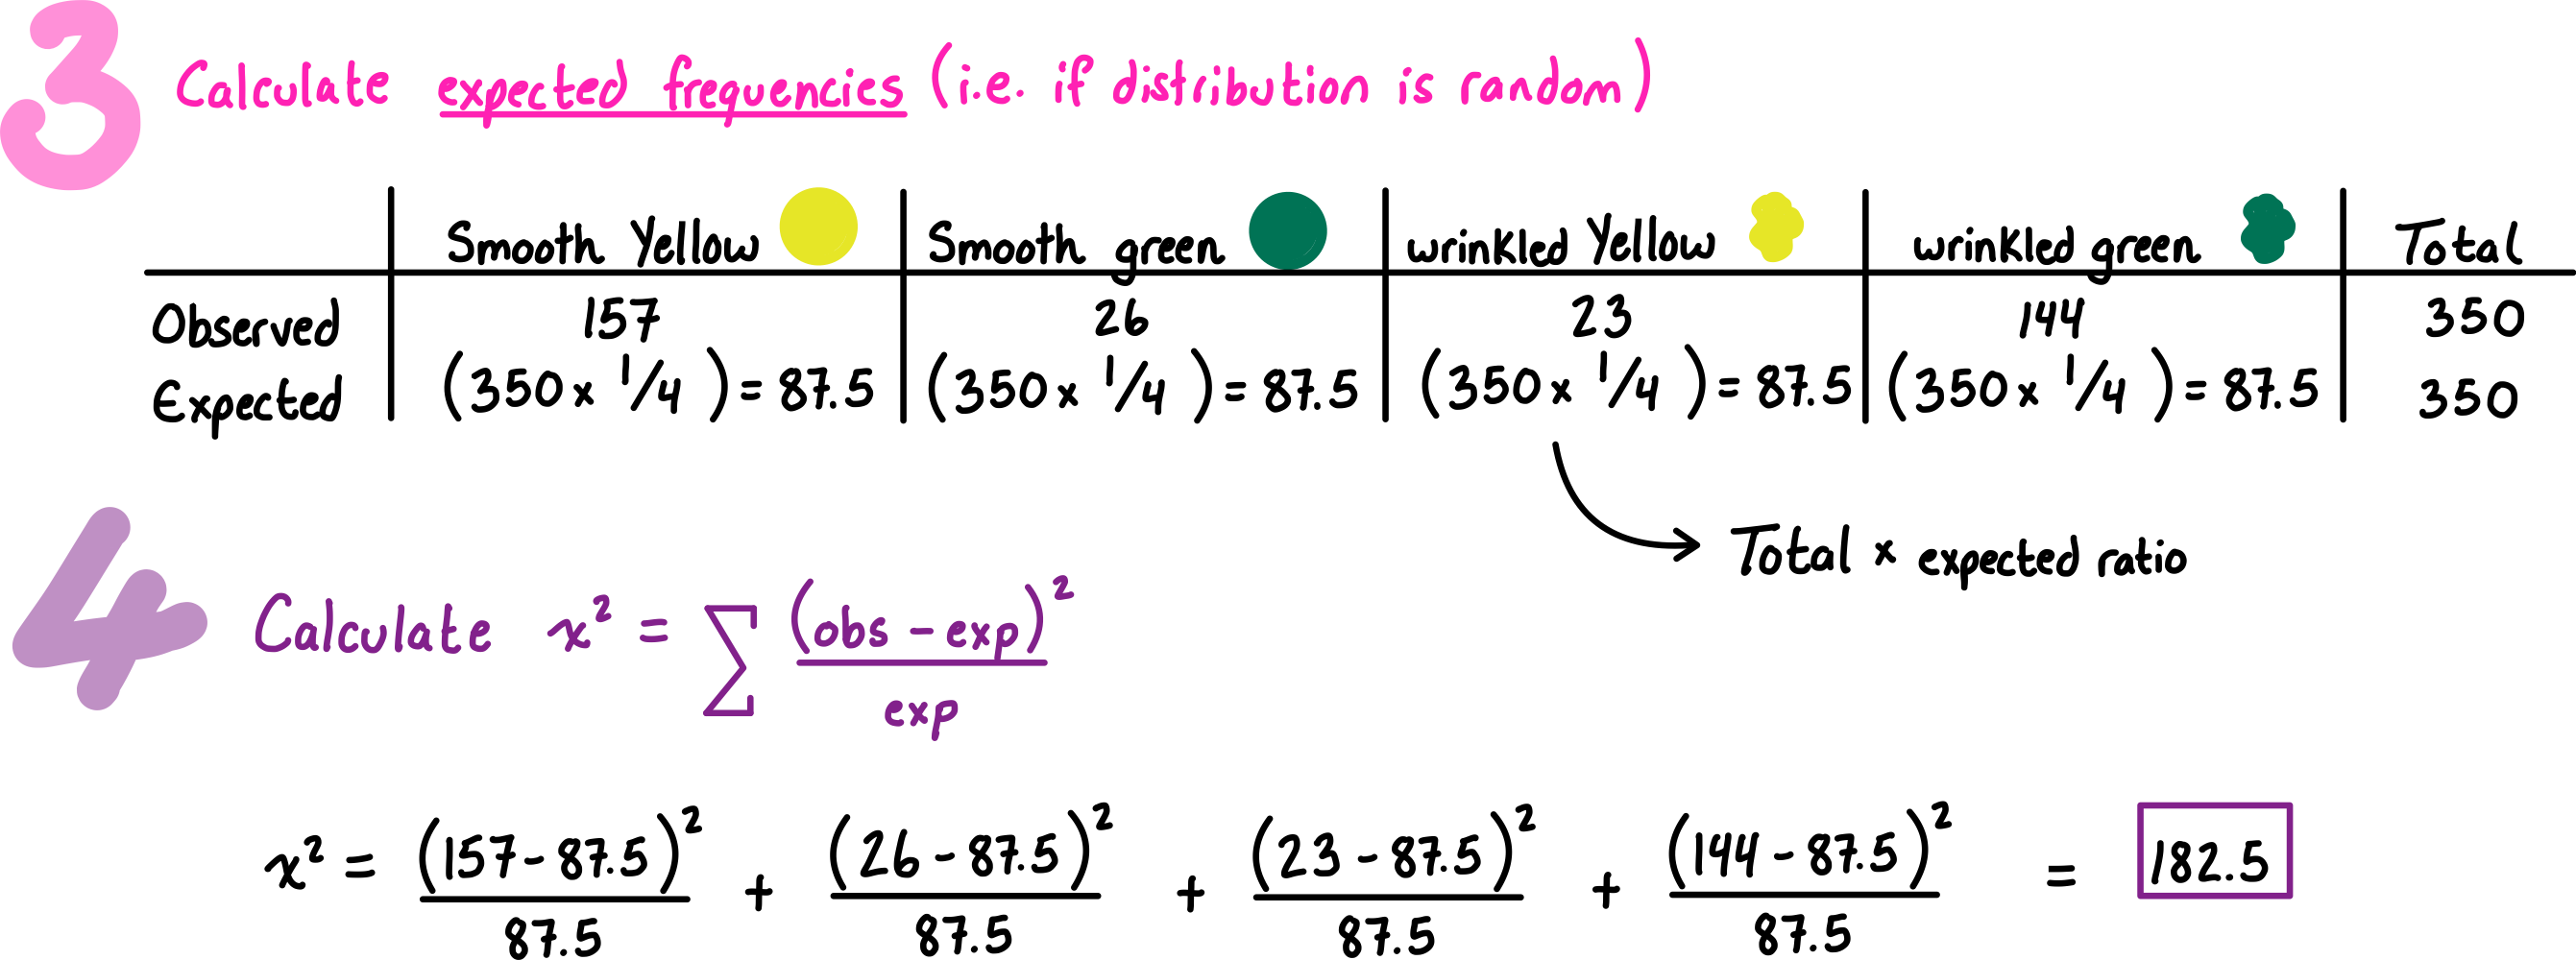 3 Calculate expected frequencies (i.e. if distribution is random)
Smooth Yellow Smooth green wrinkled Yellow wrinkled green Total
Observed 157 26 23 144 350
Expected (350 x 1/4) = 87.5 (350 x 1/4) = 87.5 (350 x 1/4) = 87.5 (350 x 1/4) = 87.5 350
Total x expected ratio
4 Calculate x² = ∑ (obs - exp)² / exp
x² = (157 - 87.5)² / 87.5 + (26 - 87.5)² / 87.5 + (23 - 87.5)² / 87.5 + (144 - 87.5)² / 87.5 = 182.5